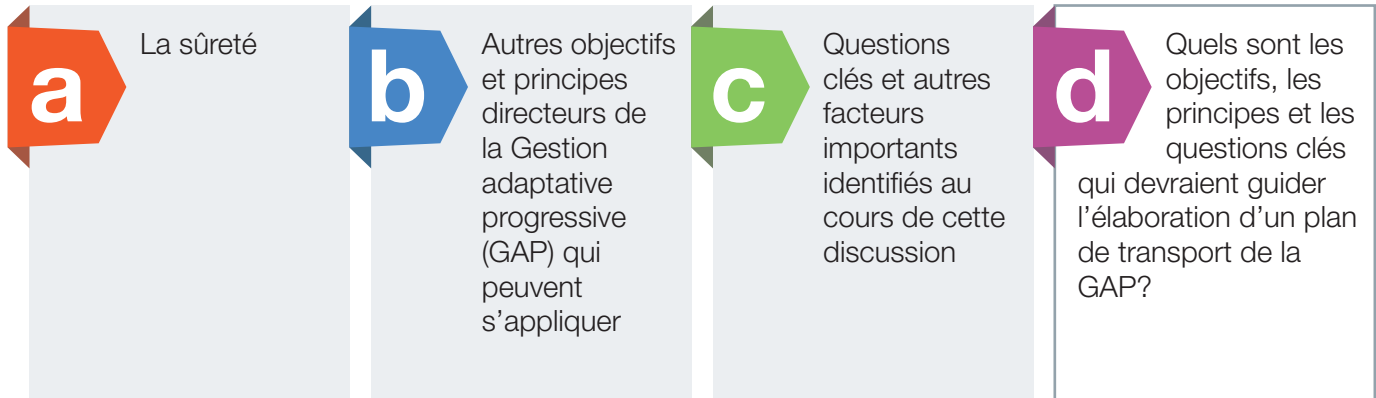 a
La sûreté
b
Autres objectifs
et principes
directeurs de
la Gestion
adaptative
progressive
(GAP) qui
peuvent
s’appliquer
c
Questions
clés et autres
facteurs
importants
identifiés au
cours de cette
discussion
d
Quels sont les
objectifs, les
principes et les
questions clés
qui devraient guider
l’élaboration d’un plan
de transport de la
GAP?